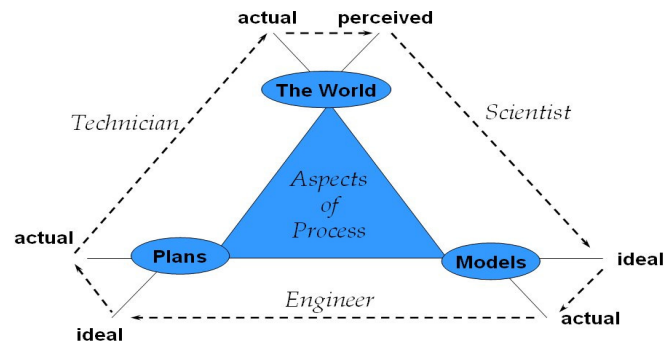 actual
perceived
The World
Technician
Scientist
Aspects
of
Process
actual
Plans
Models
ideal
Engineer
ideal
actual